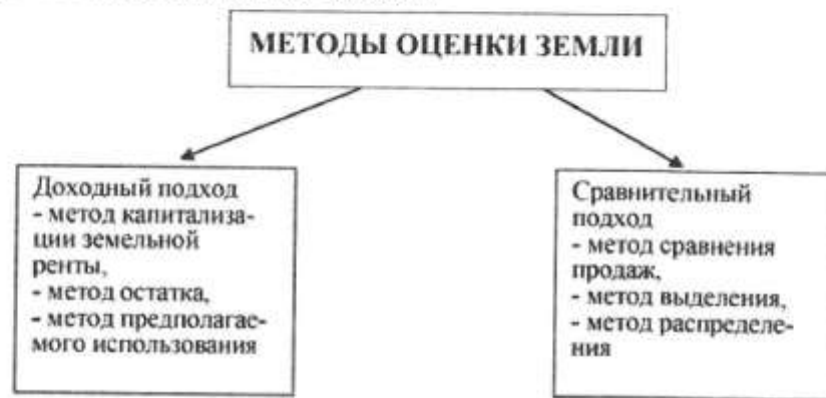 МЕТОДЫ ОЦЕНКИ ЗЕМЛИ
Доходный подход
- метод капитализа-
ции земельной
ренты,
- метод остатка,
- метод предполагае-
мого использования
Сравнительный
подход
- метод сравнения
продаж,
- метод выделения,
- метод распределе-
ния